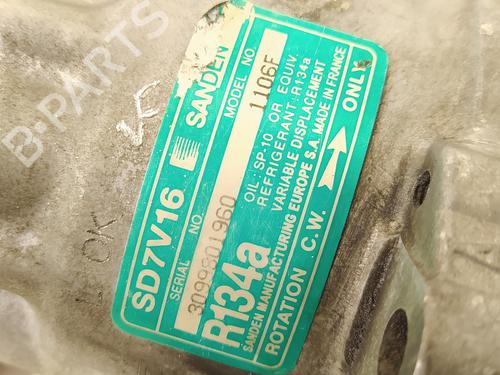 B-PARTS
SANDEN
SD7V16
MODEL NO.
1106F
SERIAL NO.
3099801960
OIL: SP-10 OR EQUIV.
REFRIGERANT: R134a
VARIABLE DISPLACEMENT
R134a
SANDEN MANUFACTURING EUROPE S.A. MADE IN FRANCE
ROTATION C.W. ONLY
OK